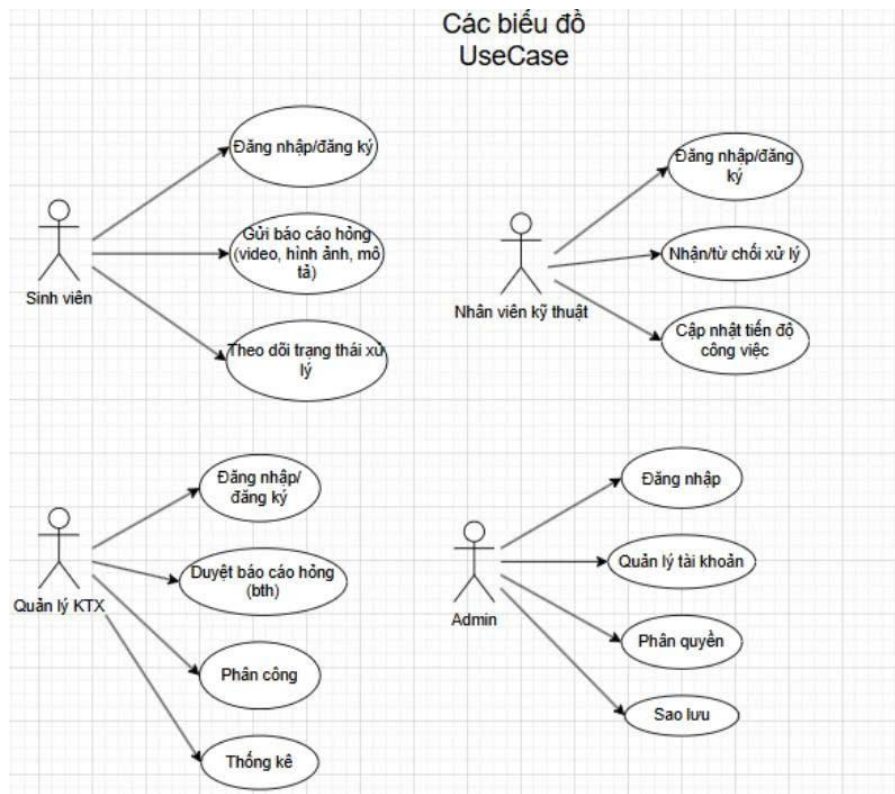 Các biểu đồ
UseCase
Đăng nhập/đăng ký
Gửi báo cáo hỏng
(video, hình ảnh, mô
tả)
Theo dõi trạng thái xử
lý
Sinh viên
Đăng nhập/đăng
ký
Nhận/từ chối xử lý
Cập nhật tiến độ
công việc
Nhân viên kỹ thuật
Đăng nhập/
đăng ký
Duyệt báo cáo hỏng
(bth)
Phân công
Thống kê
Quản lý KTX
Đăng nhập
Quản lý tài khoản
Phân quyền
Sao lưu
Admin